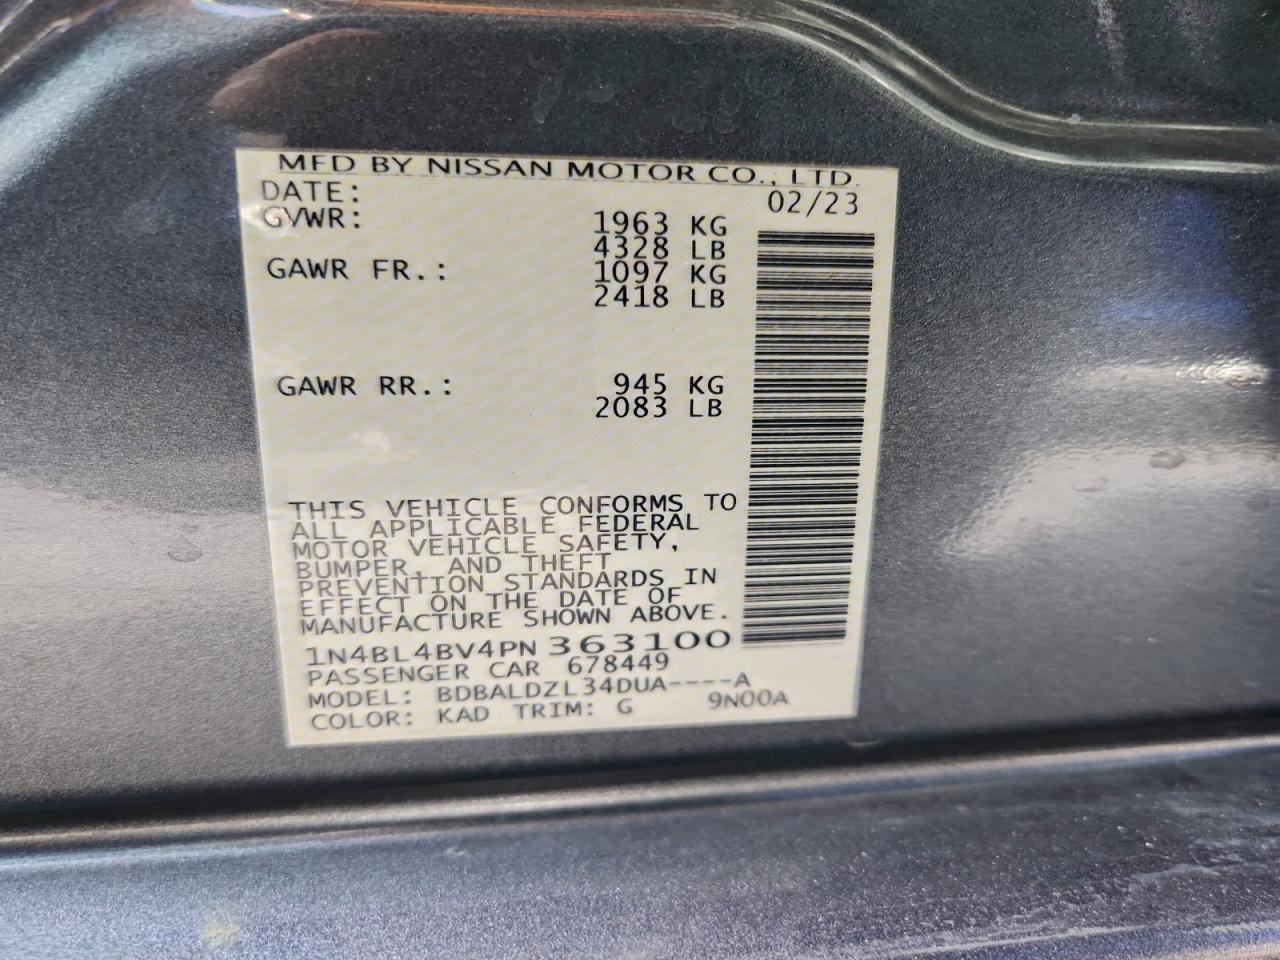 MFD BY NISSAN MOTOR CO., LTD.
DATE: 02/23
GVWR: 1963 KG
4328 LB
GAWR FR.: 1097 KG
2418 LB
GAWR RR.: 945 KG
2083 LB
THIS VEHICLE CONFORMS TO
ALL APPLICABLE FEDERAL
MOTOR VEHICLE SAFETY,
BUMPER, AND THEFT
PREVENTION STANDARDS IN
EFFECT ON THE DATE OF
MANUFACTURE SHOWN ABOVE.
1N4BL4BV4PN363100
PASSENGER CAR 678449
MODEL: BDBALDZL34DUA----A
COLOR: KAD TRIM: G 9N00A